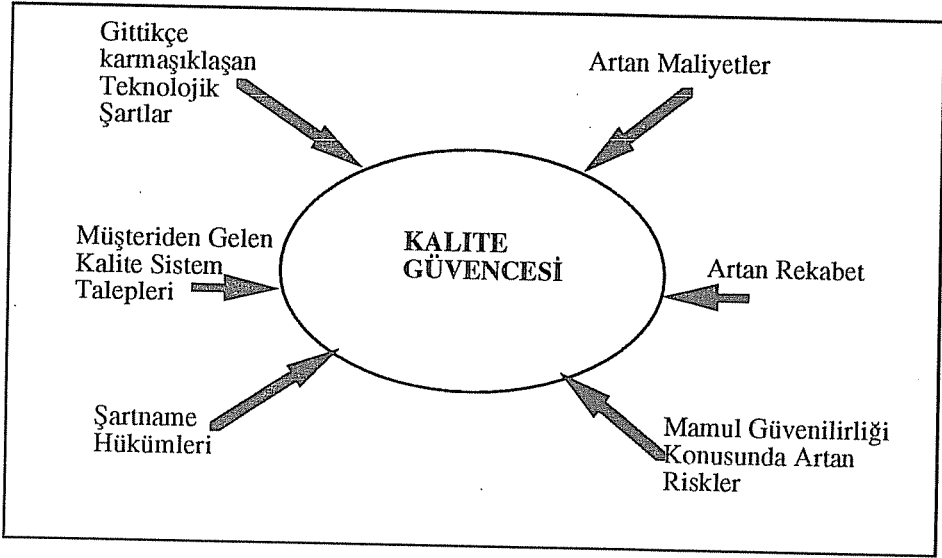 Gittikçe
karmaşıklaşan
Teknolojik
Şartlar
Artan Maliyetler
Müşteriden Gelen
Kalite Sistem
Talepleri
KALITE
GÜVENCESİ
Artan Rekabet
Şartname
Hükümleri
Mamul Güvenilirliği
Konusunda Artan
Riskler